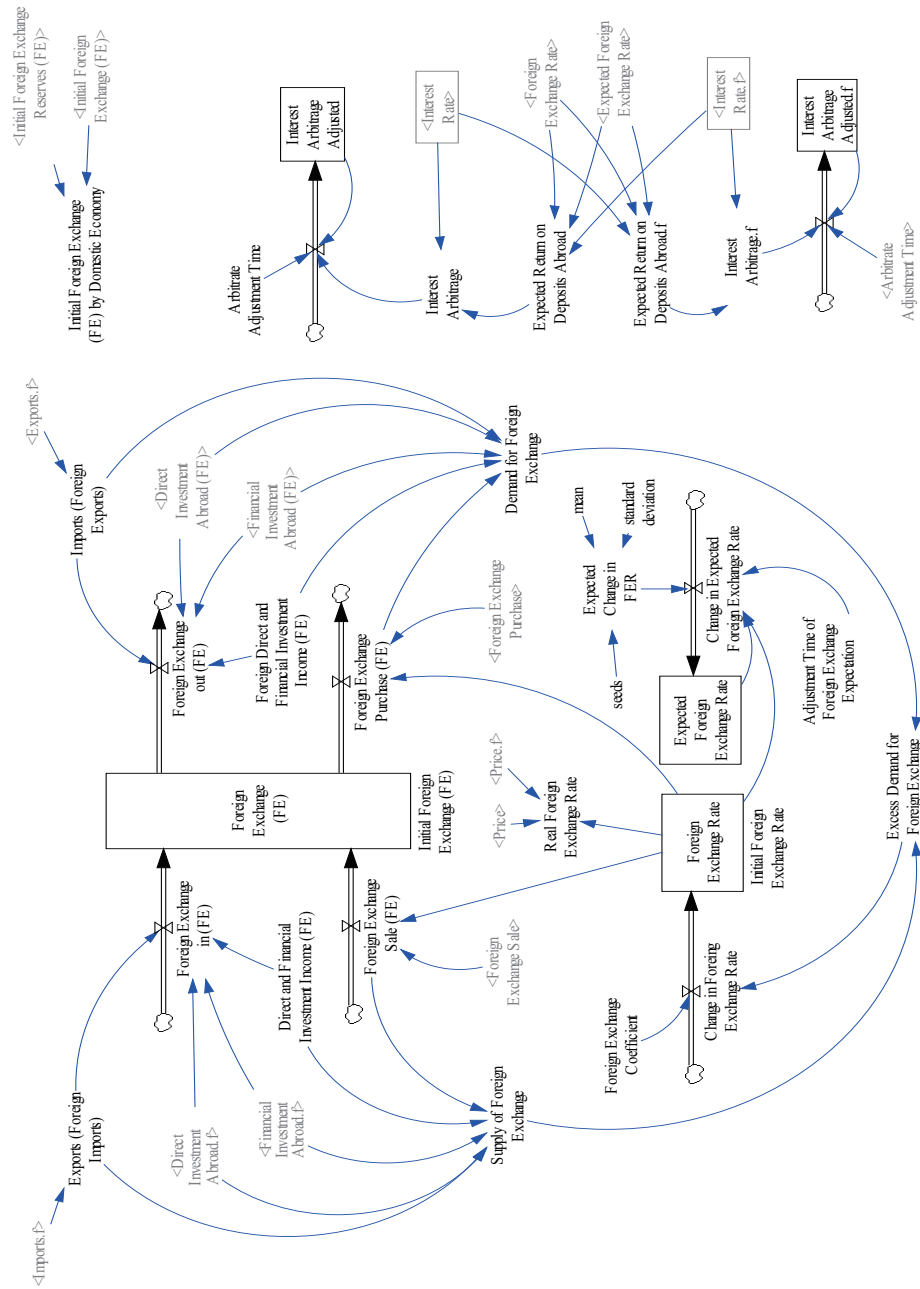 <Imports.f>
Exports (Foreign
Imports)
<Direct
Investment
Abroad.f>
<Financial
Investment
Abroad.f>
Supply of Foreign
Exchange
Foreign Exchange
in (FE)
Direct and Financial
Investment Income (FE)
Foreign Exchange
Sale (FE)
<Foreign
Exchange Sale>
Foreign Exchange
Coefficient
Change in Forcing
Exchange Rate
Foreign
Exchange
(FE)
Initial Foreign
Exchange (FE)
<Price>
<Price.f>
Real Foreign
Exchange Rate
Foreign
Exchange Rate
Initial Foreign
Exchange Rate
Excess Demand for
Foreign Exchange
<Exports.f>
Imports (Foreign
Exports)
<Direct
Investment
Abroad (FE)>
<Financial
Investment
Abroad (FE)>
Foreign Exchange
out (FE)
Foreign Direct and
Financial Investment
Income (FE)
Foreign Exchange
Purchase (FE)
<Foreign Exchange
Purchase>
Demand for Foreign
Exchange
mean
standard
deviation
Expected
Change in
FER
seeds
Expected
Foreign
Exchange Rate
Change in Expected
Foreign Exchange Rate
Adjustment Time of
Foreign Exchange
Expectation
<Initial Foreign Exchange
Reserves (FE)>
<Initial Foreign
Exchange (FE)>
Initial Foreign Exchange
(FE) by Domestic Economy
Arbitrate
Adjustment Time
Interest
Arbitrage
Adjusted
Interest
Arbitrage
<Interest
Rate>
Expected Return on
Deposits Abroad
<Foreign
Exchange Rate>
Expected Return on
Deposits Abroad.f
<Expected Foreign
Exchange Rate>
Interest
Arbitrage.f
<Interest
Rate.f>
<Arbitrate
Adjustment Time>
Interest
Arbitrage
Adjusted.f